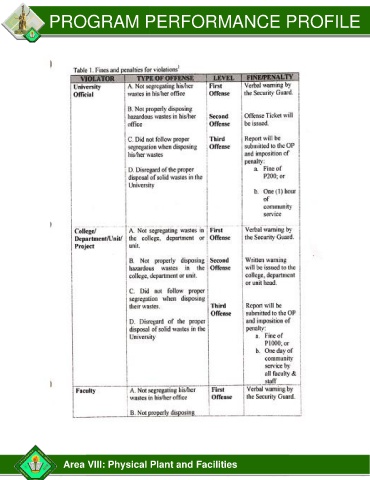 PROGRAM PERFORMANCE PROFILE
Table 1. Fines and penalties for violations¹
VIOLATOR TYPE OF OFFENSE LEVEL FINE/PENALTY
University Official
A. Not segregating his/her
wastes in his/her office
B. Not properly disposing
hazardous wastes in his/her
office
C. Did not follow proper
segregation when disposing
his/her wastes
D. Disregard of the proper
disposal of solid wastes in the
University
First
Offense
Second
Offense
Third
Offense
Verbal warning by
the Security Guard.
Offense Ticket will
be issued.
Report will be
submitted to the OP
and imposition of
penalty:
a. Fine of
P200; or
b. One (1) hour
of
community
service
College/
Department/Unit/
Project
A. Not segregating wastes in
the college, department or
unit.
B. Not properly disposing
hazardous wastes in the
college, department or unit.
C. Did not follow proper
segregation when disposing
their wastes.
D. Disregard of the proper
disposal of solid wastes in the
University
First
Offense
Second
Offense
Third
Offense
Verbal warning by
the Security Guard.
Written warning
will be issued to the
college, department
or unit head.
Report will be
submitted to the OP
and imposition of
penalty:
a. Fine of
P1000; or
b. One day of
community
service by
all faculty &
staff
Faculty
A. Not segregating his/her
wastes in his/her office
B. Not properly disposing
First
Offense
Verbal warning by
the Security Guard.
Area VIII: Physical Plant and Facilities